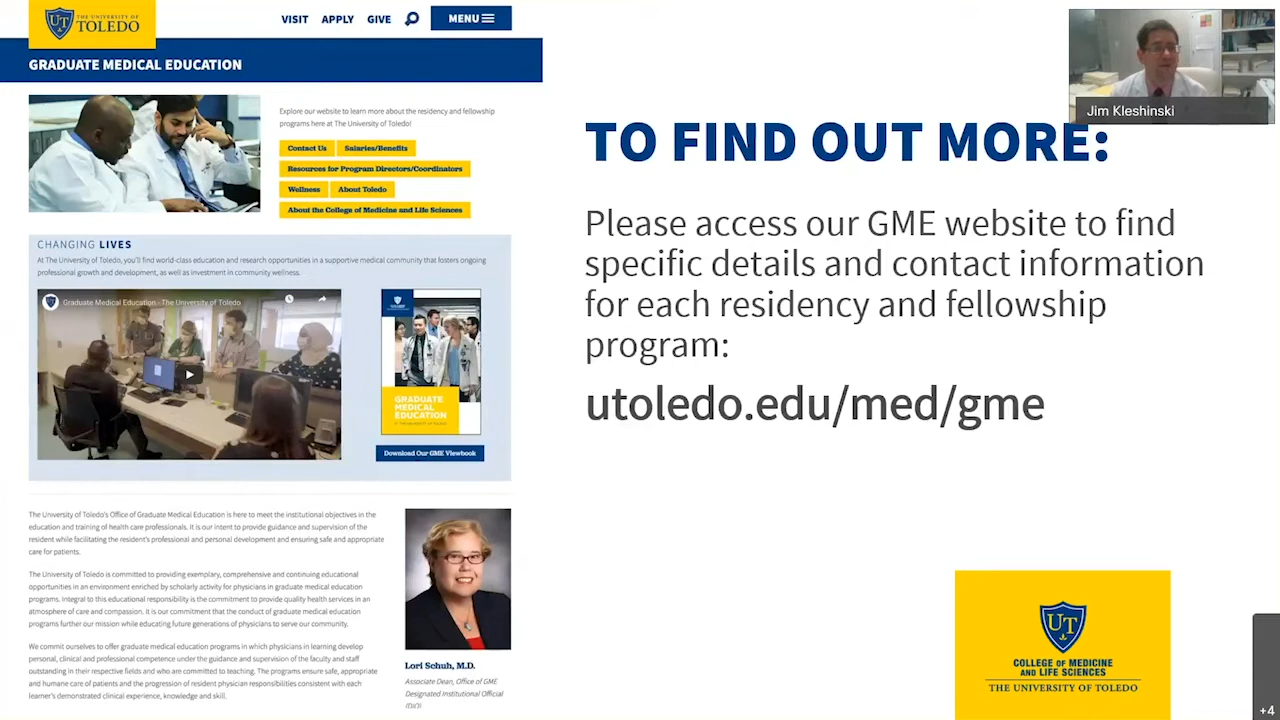 THE UNIVERSITY OF
TOLEDO
UT
VISIT APPLY GIVE MENU
GRADUATE MEDICAL EDUCATION
Explore our website to learn more about the residency and fellowship
programs here at The University of Toledo!
Contact Us Salaries/Benefits
Resources for Program Directors/Coordinators
Wellness About Toledo
About the College of Medicine and Life Sciences
CHANGING LIVES
At The University of Toledo, you'll find world-class education and research opportunities in a supportive medical community that fosters ongoing
professional growth and development, as well as investment in community wellness.
Graduate Medical Education - The University of Toledo
GRADUATE
MEDICAL
EDUCATION
AT THE UNIVERSITY OF TOLEDO
Download Our GME Viewbook
The University of Toledo's Office of Graduate Medical Education is here to meet the institutional objectives in the
education and training of health care professionals. It is our intent to provide guidance and supervision of the
resident while facilitating the resident's professional and personal development and ensuring safe and appropriate
care for patients.
The University of Toledo is committed to providing exemplary, comprehensive and continuing educational
opportunities in an environment enriched by scholarly activity for physicians in graduate medical education
programs. Integral to this educational responsibility is the commitment to provide quality health services in an
atmosphere of care and compassion. It is our commitment that the conduct of graduate medical education
programs further our mission while educating future generations of physicians to serve our community.
We commit ourselves to offer graduate medical education programs in which physicians in learning develop
personal, clinical and professional competence under the guidance and supervision of the faculty and staff
outstanding in their respective fields and who are committed to teaching. The programs ensure safe, appropriate
and humane care of patients and the progression of resident physician responsibilities consistent with each
learner's demonstrated clinical experience, knowledge and skill.
Lori Schuh, M.D.
Associate Dean, Office of GME
Designated Institutional Official
(DIO)
Jim Kleshinski
TO FIND OUT MORE:
Please access our GME website to find
specific details and contact information
for each residency and fellowship
program:
utoledo.edu/med/gme
UT
COLLEGE OF MEDICINE
AND LIFE SCIENCES
THE UNIVERSITY OF TOLEDO
+4